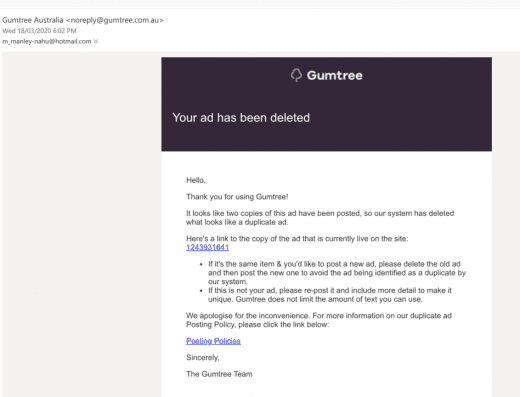 Gumtree Australia <noreply@gumtree.com.au>
Wed 18/03/2020 6:02 PM
m_manley-nahu@hotmail.com
Gumtree
Your ad has been deleted
Hello,
Thank you for using Gumtree!
It looks like two copies of this ad have been posted, so our system has deleted
what looks like a duplicate ad.
Here's a link to the copy of the ad that is currently live on the site:
1243931641
• If it's the same item & you'd like to post a new ad, please delete the old ad
and then post the new one to avoid the ad being identified as a duplicate by
our system.
• If this is not your ad, please re-post it and include more detail to make it
unique. Gumtree does not limit the amount of text you can use.
We apologise for the inconvenience. For more information on our duplicate ad
Posting Policy, please click the link below:
Posting Policies
Sincerely,
The Gumtree Team